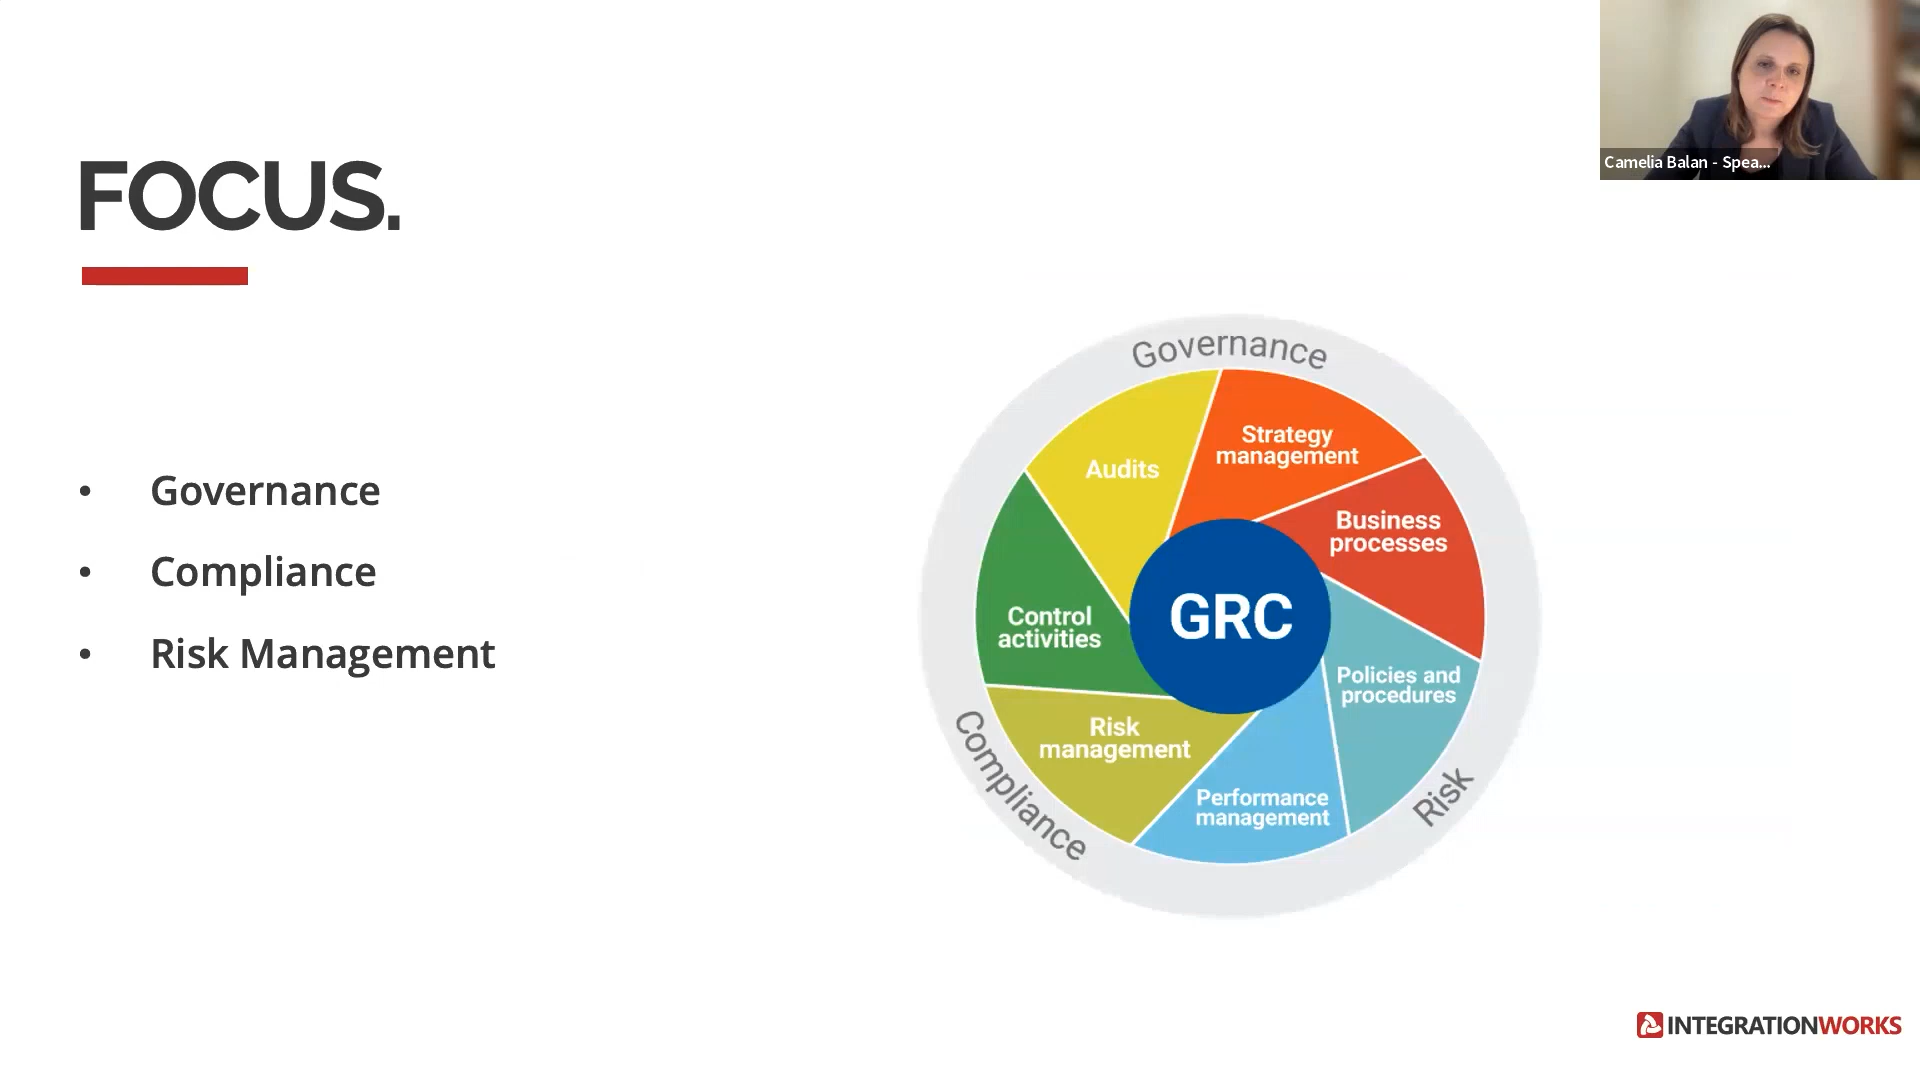 Camelia Balan - Spea...
FOCUS.
• Governance
• Compliance
• Risk Management
Governance
Strategy
management
Audits
Business
processes
GRC
Control
activities
Policies and
procedures
Risk
management
Performance
management
Compliance
Risk
INTEGRATIONWORKS